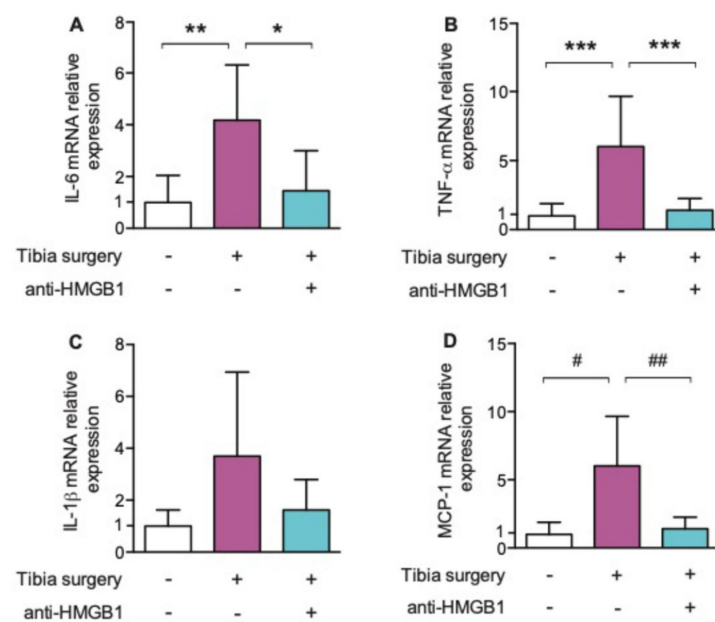 A
IL-6 mRNA relative
expression
8
6
4
2
1
0
** *
Tibia surgery - + +
anti-HMGB1 - - +
B
TNF-α mRNA relative
expression
15
10
5
1
0
*** ***
Tibia surgery - + +
anti-HMGB1 - - +
C
IL-1β mRNA relative
expression
8
6
4
2
1
0
Tibia surgery - + +
anti-HMGB1 - - +
D
MCP-1 mRNA relative
expression
15
10
5
1
0
# ##
Tibia surgery - + +
anti-HMGB1 - - +